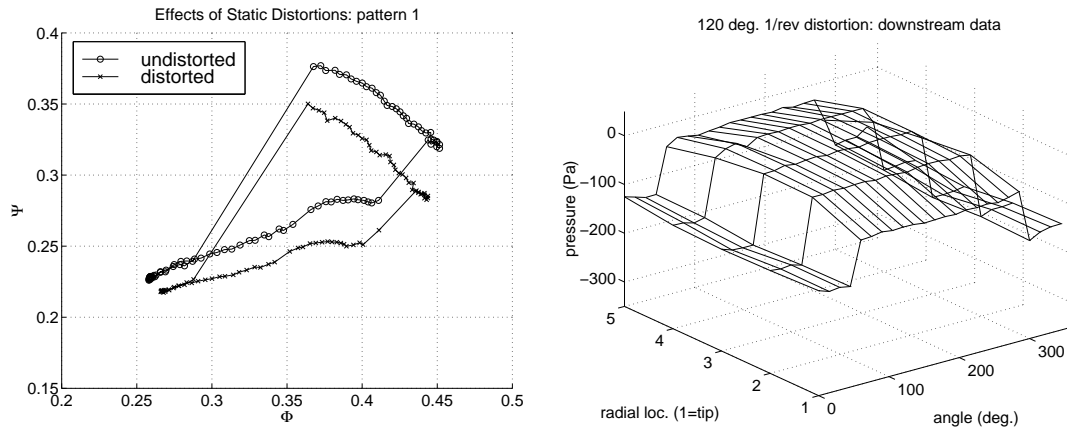 Effects of Static Distortions: pattern 1
0.4
0.35
0.3
0.25
0.2
0.15
Ψ
undistorted
distorted
0.2
0.25
0.3
0.35
0.4
0.45
0.5
Φ
120 deg. 1/rev distortion: downstream data
0
−100
−200
−300
pressure (Pa)
5
4
3
2
1
radial loc. (1=tip)
0
100
200
300
angle (deg.)